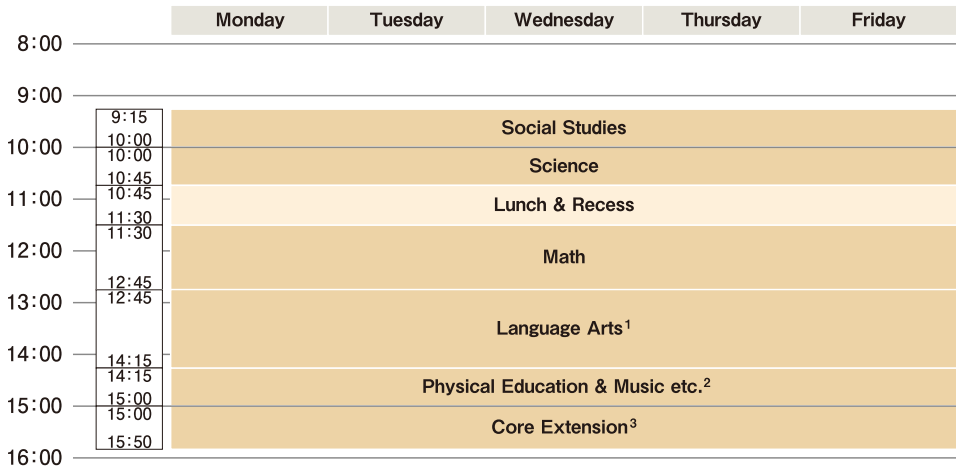 Monday Tuesday Wednesday Thursday Friday
8:00
9:00
9:15
Social Studies
10:00
10:00
10:00
Science
10:45
10:45
11:00
Lunch & Recess
11:30
11:30
12:00
Math
12:45
12:45
13:00
Language Arts¹
14:00
14:15
14:15
Physical Education & Music etc.²
15:00
15:00
15:00
Core Extension³
15:50
16:00